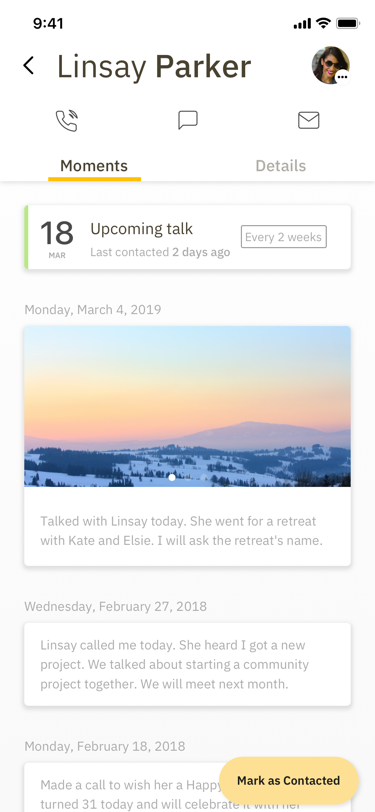 9:41
Linsay Parker
Moments
Details
18
MAR
Upcoming talk
Last contacted 2 days ago
Every 2 weeks
Monday, March 4, 2019
Talked with Linsay today. She went for a retreat
with Kate and Elsie. I will ask the retreat's name.
Wednesday, February 27, 2018
Linsay called me today. She heard I got a new
project. We talked about starting a community
project together. We will meet next month.
Monday, February 18, 2018
Made a call to wish her a Happy
turned 31 today and will celebrate it with her
Mark as Contacted